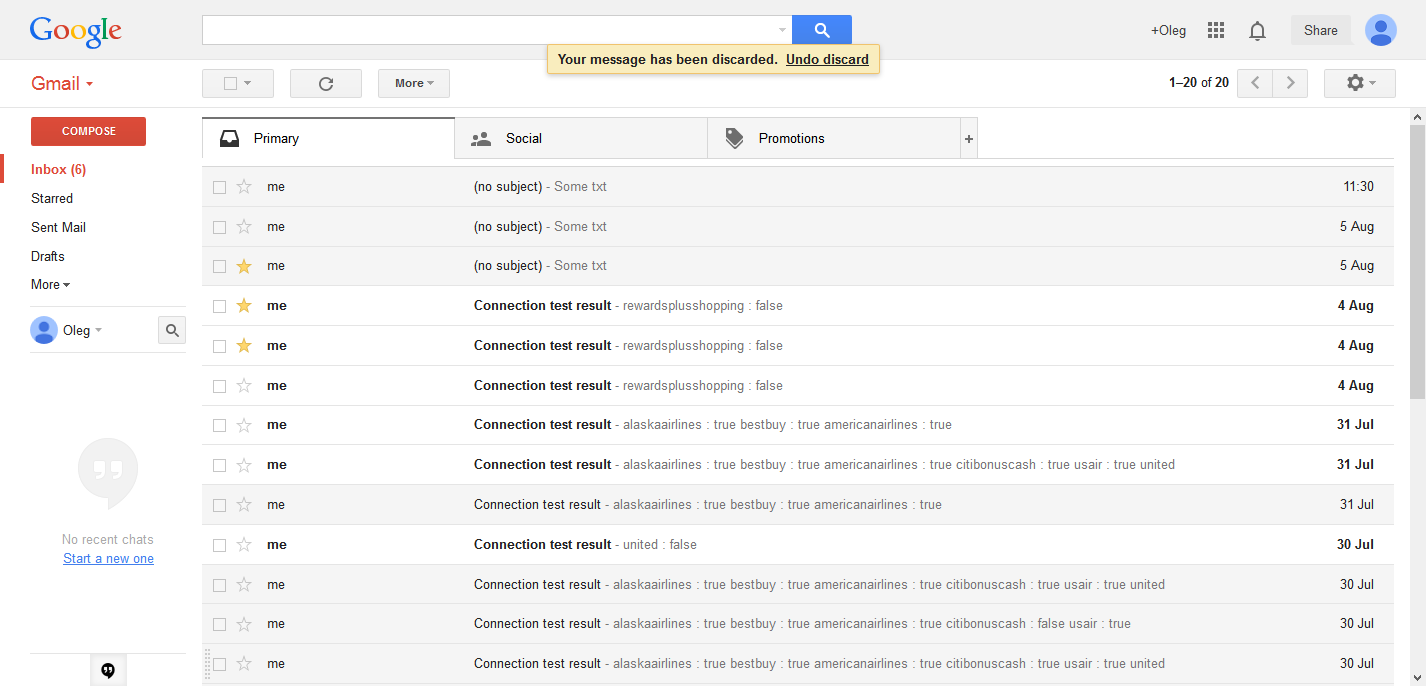 Google
+Oleg Share
Your message has been discarded. Undo discard
Gmail More 1–20 of 20
COMPOSE
Inbox (6)
Starred
Sent Mail
Drafts
More
Oleg
No recent chats
Start a new one
Primary Social Promotions +
me (no subject) - Some txt 11:30
me (no subject) - Some txt 5 Aug
me (no subject) - Some txt 5 Aug
me Connection test result - rewardsplusshopping : false 4 Aug
me Connection test result - rewardsplusshopping : false 4 Aug
me Connection test result - rewardsplusshopping : false 4 Aug
me Connection test result - alaskaairlines : true bestbuy : true americanairlines : true 31 Jul
me Connection test result - alaskaairlines : true bestbuy : true americanairlines : true citibonuscash : true usair : true united 31 Jul
me Connection test result - alaskaairlines : true bestbuy : true americanairlines : true 31 Jul
me Connection test result - united : false 30 Jul
me Connection test result - alaskaairlines : true bestbuy : true americanairlines : true citibonuscash : true usair : true united 30 Jul
me Connection test result - alaskaairlines : true bestbuy : true americanairlines : true citibonuscash : false usair : true 30 Jul
me Connection test result - alaskaairlines : true bestbuy : true americanairlines : true citibonuscash : true usair : true united 30 Jul